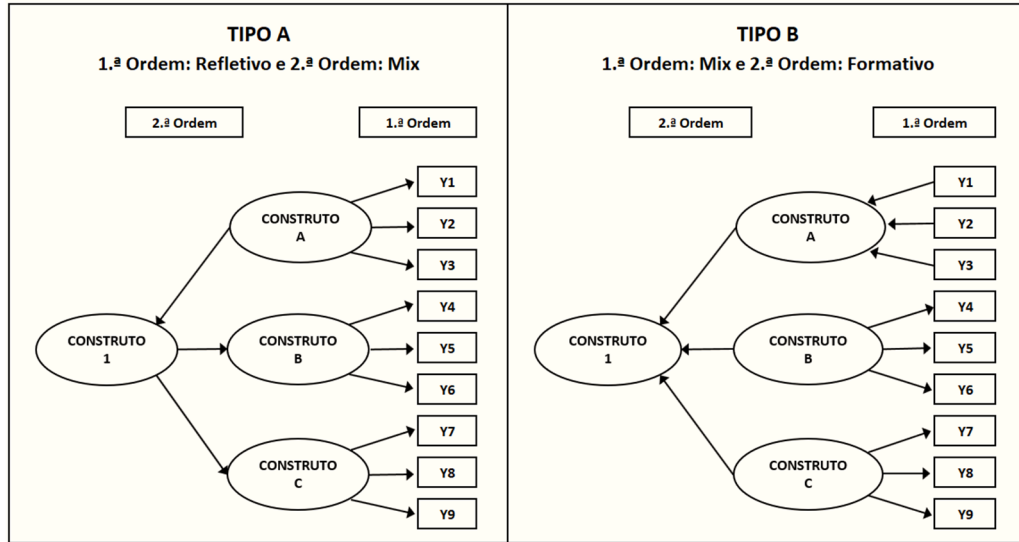 TIPO A
1.ª Ordem: Refletivo e 2.ª Ordem: Mix
2.ª Ordem
1.ª Ordem
CONSTRUTO
A
Y1
Y2
Y3
CONSTRUTO
1
CONSTRUTO
B
Y4
Y5
Y6
CONSTRUTO
C
Y7
Y8
Y9
TIPO B
1.ª Ordem: Mix e 2.ª Ordem: Formativo
2.ª Ordem
1.ª Ordem
CONSTRUTO
A
Y1
Y2
Y3
CONSTRUTO
1
CONSTRUTO
B
Y4
Y5
Y6
CONSTRUTO
C
Y7
Y8
Y9